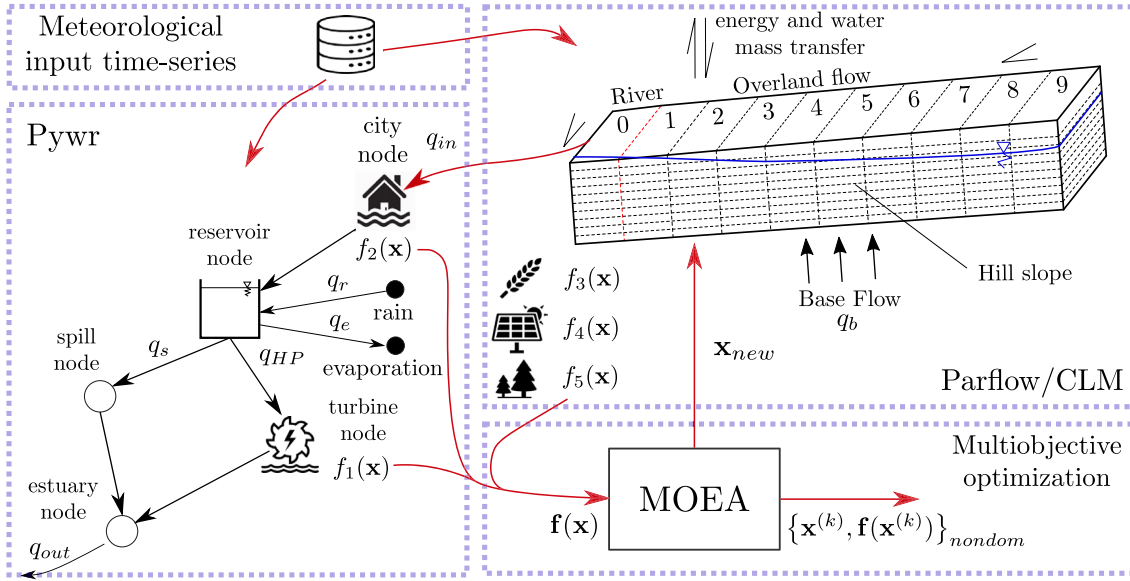 Meteorological
input time-series
energy and water
mass transfer
Overland flow
River
0 1 2 3 4 5 6 7 8 9
Hill slope
Base Flow
q_b
f_3(x)
f_4(x)
f_5(x)
x_new
Parflow/CLM
Pywr
city
node
q_in
f_2(x)
reservoir
node
q_r
rain
q_e
evaporation
spill
node
q_s
q_HP
turbine
node
f_1(x)
estuary
node
q_out
Multiobjective
optimization
MOEA
f(x)
{x^(k), f(x^(k))}_nondom